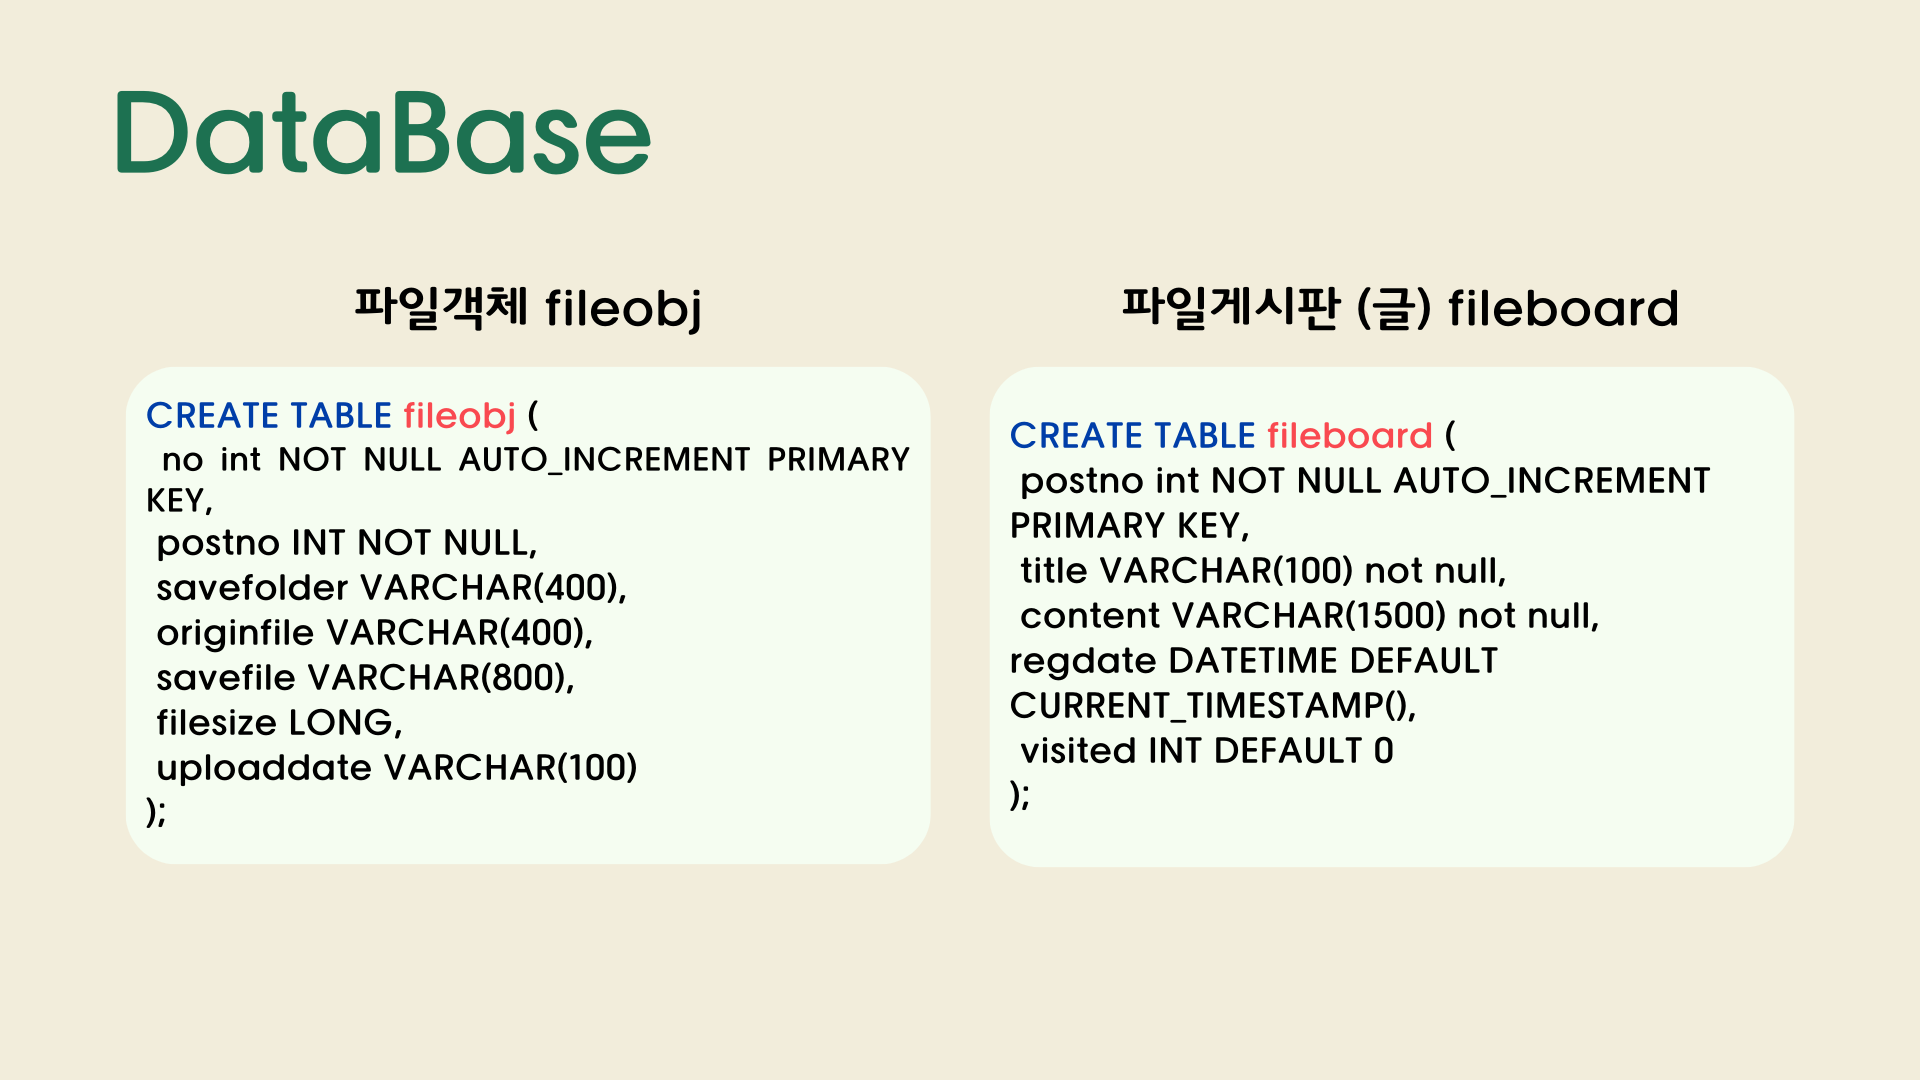 DataBase
파일객체 fileobj
CREATE TABLE fileobj (
no int NOT NULL AUTO_INCREMENT PRIMARY
KEY,
postno INT NOT NULL,
savefolder VARCHAR(400),
originfile VARCHAR(400),
savefile VARCHAR(800),
filesize LONG,
uploaddate VARCHAR(100)
);
파일게시판 (글) fileboard
CREATE TABLE fileboard (
postno int NOT NULL AUTO_INCREMENT
PRIMARY KEY,
title VARCHAR(100) not null,
content VARCHAR(1500) not null,
regdate DATETIME DEFAULT
CURRENT_TIMESTAMP(),
visited INT DEFAULT 0
);